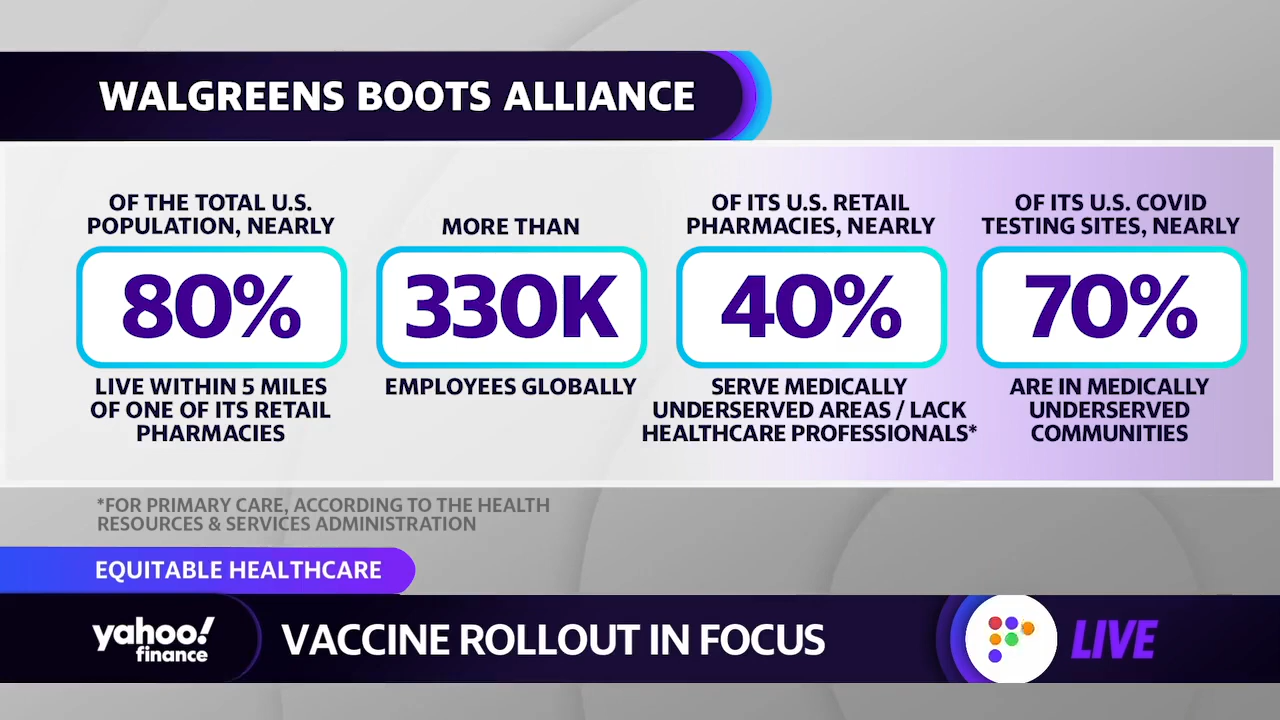 WALGREENS BOOTS ALLIANCE
OF THE TOTAL U.S.
POPULATION, NEARLY
80%
LIVE WITHIN 5 MILES
OF ONE OF ITS RETAIL
PHARMACIES
MORE THAN
330K
EMPLOYEES GLOBALLY
OF ITS U.S. RETAIL
PHARMACIES, NEARLY
40%
SERVE MEDICALLY
UNDERSERVED AREAS / LACK
HEALTHCARE PROFESSIONALS*
OF ITS U.S. COVID
TESTING SITES, NEARLY
70%
ARE IN MEDICALLY
UNDERSERVED
COMMUNITIES
*FOR PRIMARY CARE, ACCORDING TO THE HEALTH
RESOURCES & SERVICES ADMINISTRATION
EQUITABLE HEALTHCARE
yahoo!
finance
VACCINE ROLLOUT IN FOCUS
LIVE